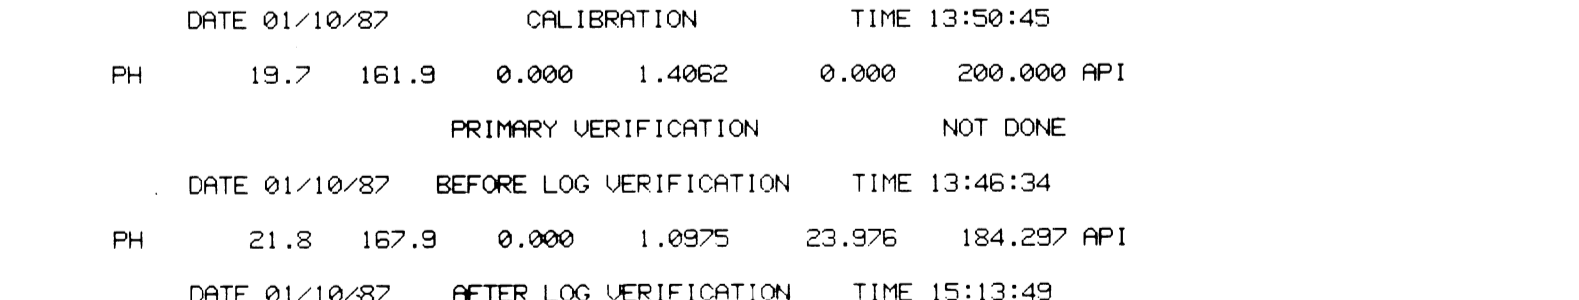 DATE 01/10/87 CALIBRATION TIME 13:50:45
PH 19.7 161.9 0.000 1.4062 0.000 200.000 API
PRIMARY VERIFICATION NOT DONE
DATE 01/10/87 BEFORE LOG VERIFICATION TIME 13:46:34
PH 21.8 167.9 0.000 1.0975 23.976 184.297 API
DATE 01/10/87 AFTER LOG VERIFICATION TIME 15:13:49